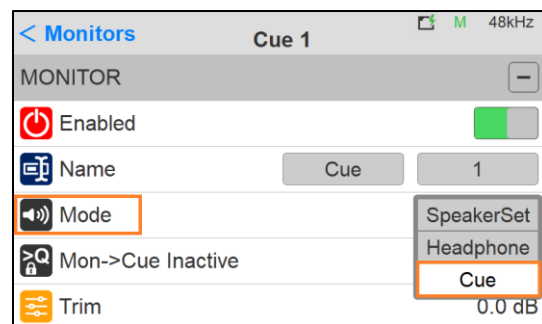 < Monitors
Cue 1
M 48kHz
MONITOR
Enabled
Name Cue 1
Mode SpeakerSet
Headphone
Cue
>Q Mon->Cue Inactive
Trim 0.0 dB